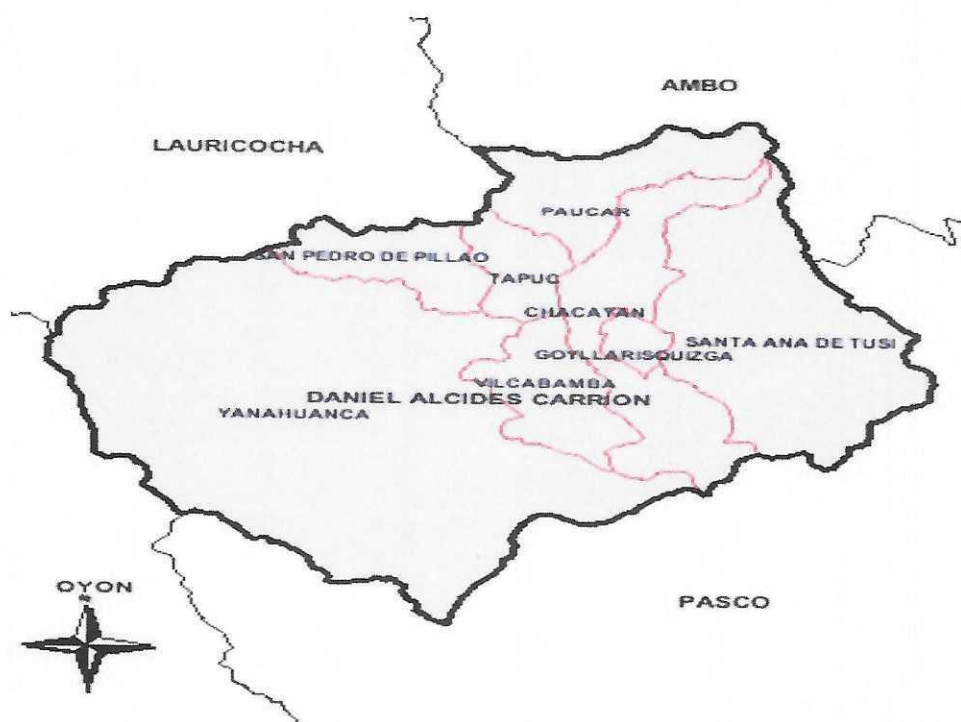 AMBO
LAURICOCHA
PAUCAR
SAN PEDRO DE PILLAO
TAPUC
CHACAYAN
SANTA ANA DE TUSI
GOYLLARISQUIZGA
VILCABAMBA
DANIEL ALCIDES CARRION
YANAHUANCA
OYON
PASCO